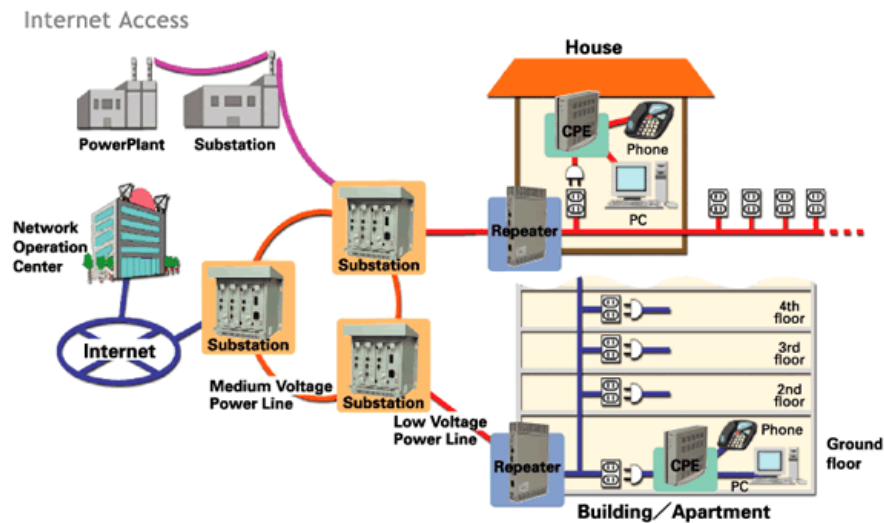 Internet Access
House
PowerPlant
Substation
CPE
Phone
PC
Network
Operation
Center
Substation
Repeater
Substation
Internet
4th
floor
3rd
floor
2nd
floor
Medium Voltage
Power Line
Substation
Low Voltage
Power Line
Phone
Repeater
CPE
PC
Ground
floor
Building/Apartment